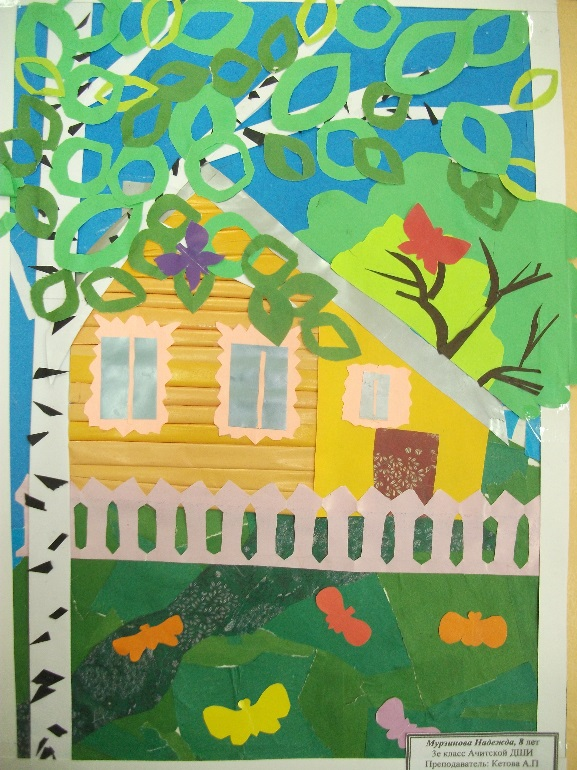 Мурзинова Надежда, 8 лет
3е класс Ачитской ДШИ
Преподаватель: Кетова А.П